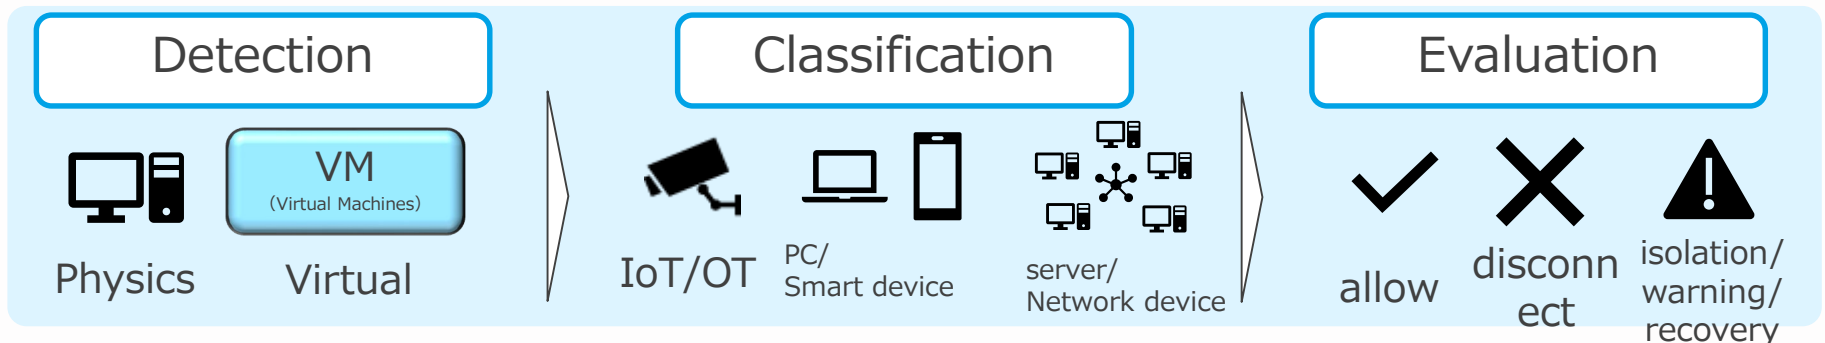 Detection
Classification
Evaluation
VM
(Virtual Machines)
Physics
Virtual
IoT/OT
PC/
Smart device
server/
Network device
allow
disconn
ect
isolation/
warning/
recovery